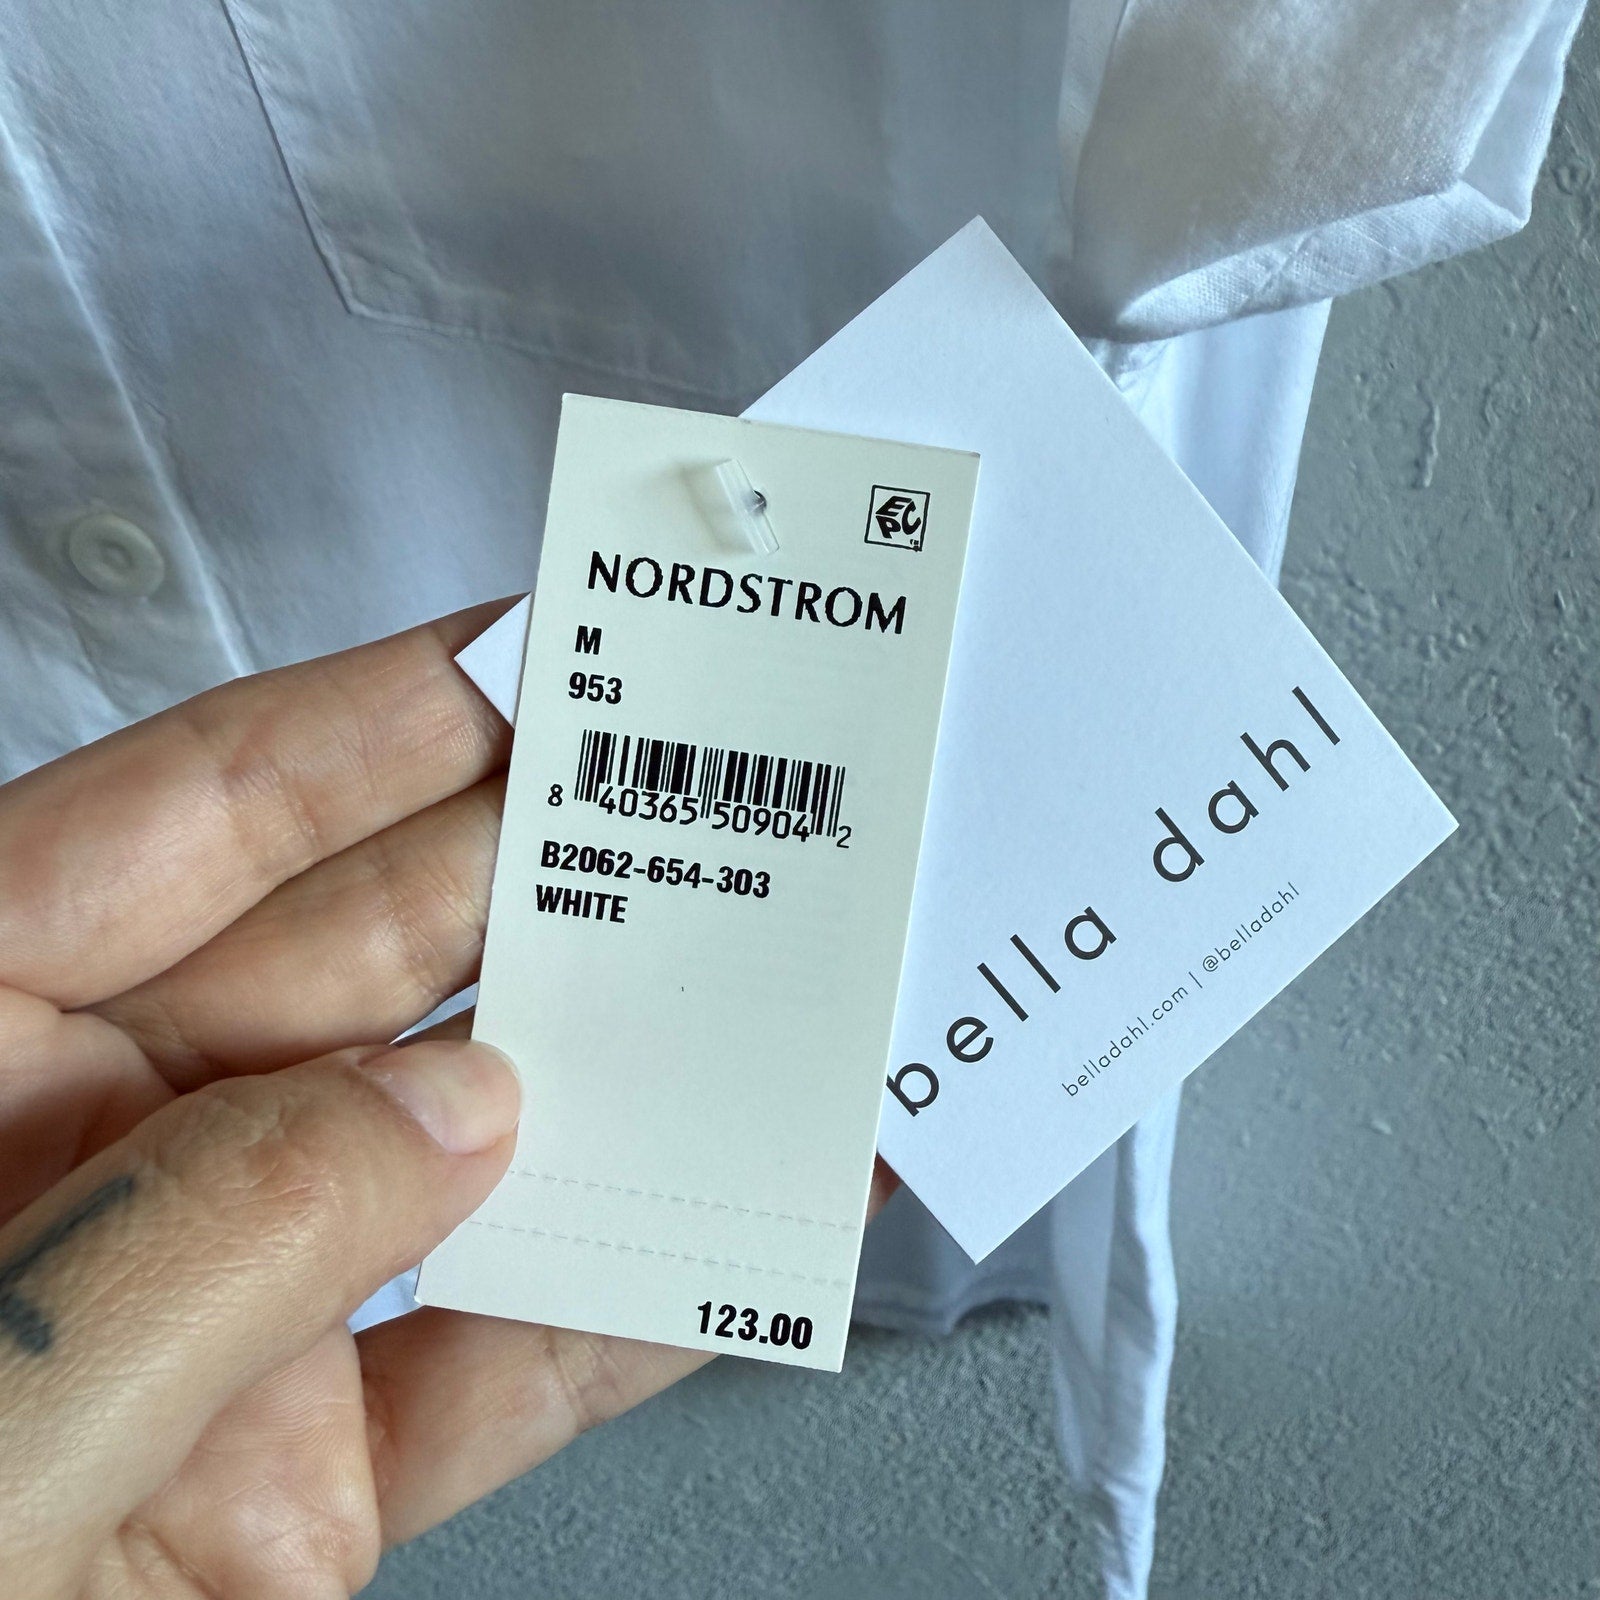 EPC
NORDSTROM
M
953
8 40365 50904 2
B2062-654-303
WHITE
123.00
bella dahl
belladahl.com | @belladahl